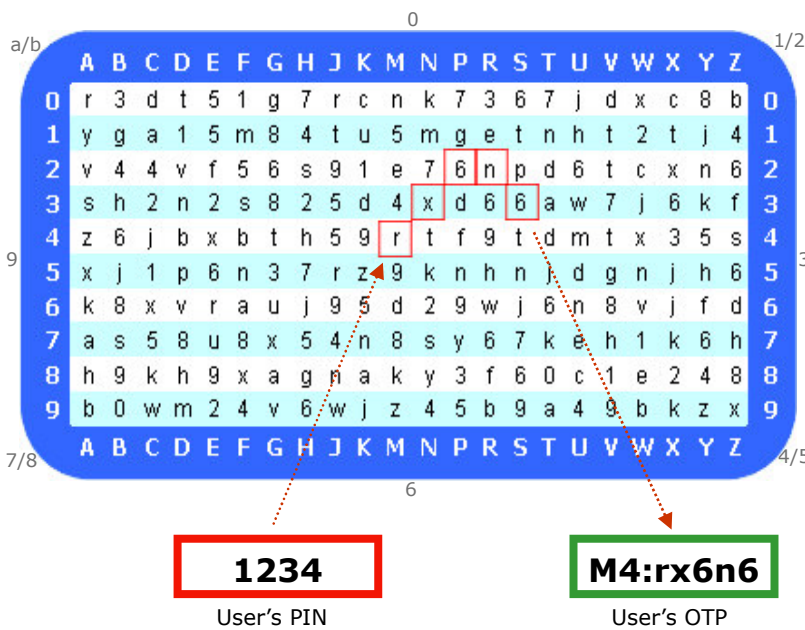 0
a/b 1/2
A B C D E F G H J K M N P R S T U V W X Y Z
0 r 3 d t 5 1 g 7 r c n k 7 3 6 7 j d x c 8 b 0
1 y g a 1 5 m 8 4 t u 5 m g e t n h t 2 t j 4 1
2 v 4 4 v f 5 6 s 9 1 e 7 6 n p d 6 t c x n 6 2
3 s h 2 n 2 s 8 2 5 d 4 x d 6 6 a w 7 j 6 k f 3
4 z 6 j b x b t h 5 9 r t f 9 t d m t x 3 5 s 4
9 3
5 x j 1 p 6 n 3 7 r z 9 k n h n j d g n j h 6 5
6 k 8 x v r a u j 9 5 d 2 9 w j 6 n 8 v j f d 6
7 a s 5 8 u 8 x 5 4 n 8 s y 6 7 k e h 1 k 6 h 7
8 h 9 k h 9 x a g n a k y 3 f 6 0 c 1 e 2 4 8 8
9 b 0 w m 2 4 v 6 w j z 4 5 b 9 a 4 9 b k z x 9
A B C D E F G H J K M N P R S T U V W X Y Z
7/8 4/5
6
1234 M4:rx6n6
User's PIN User's OTP